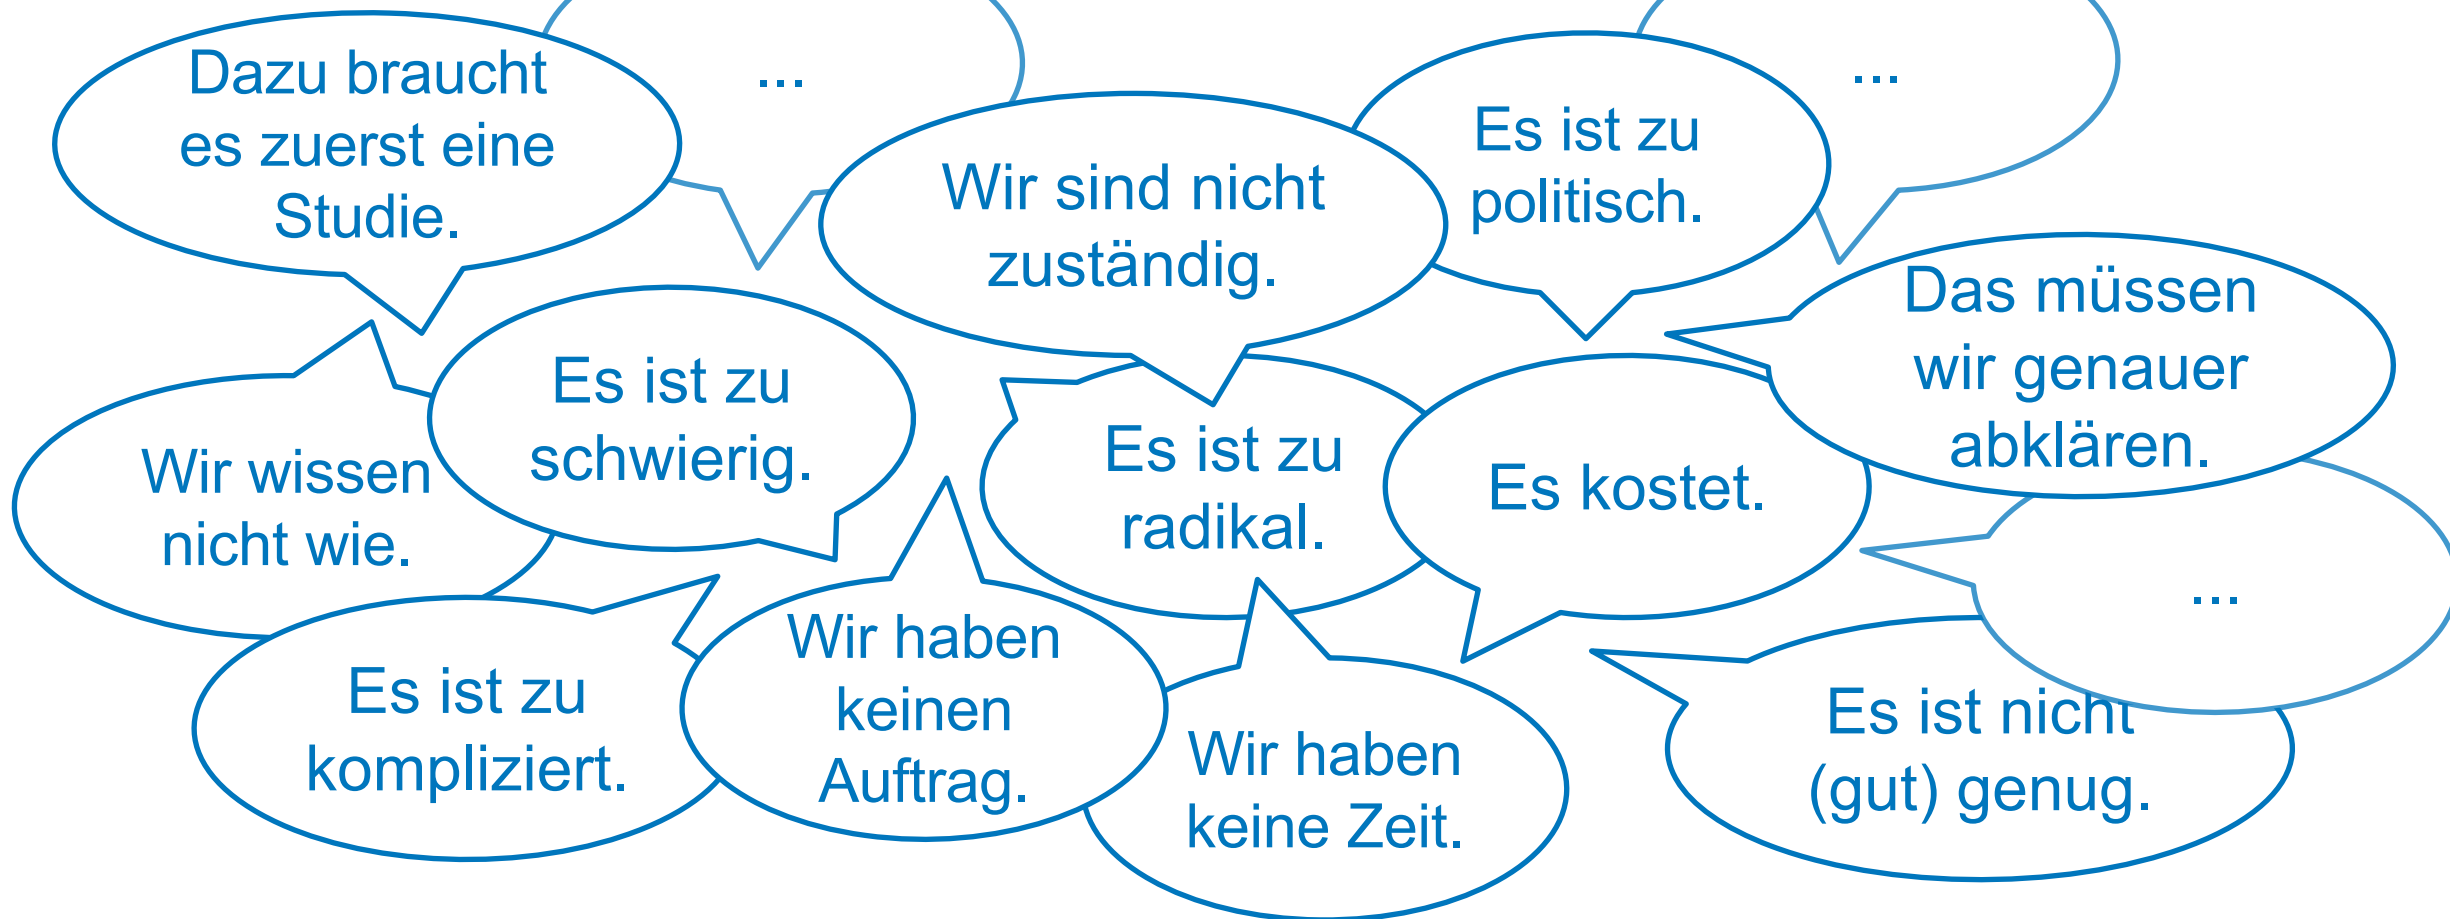 Dazu braucht
es zuerst eine
Studie.
...
Wir sind nicht
zuständig.
Es ist zu
politisch.
...
Das müssen
wir genauer
abklären.
Wir wissen
nicht wie.
Es ist zu
schwierig.
Es ist zu
radikal.
Es kostet.
...
Es ist zu
kompliziert.
Wir haben
keinen
Auftrag.
Wir haben
keine Zeit.
Es ist nicht
(gut) genug.